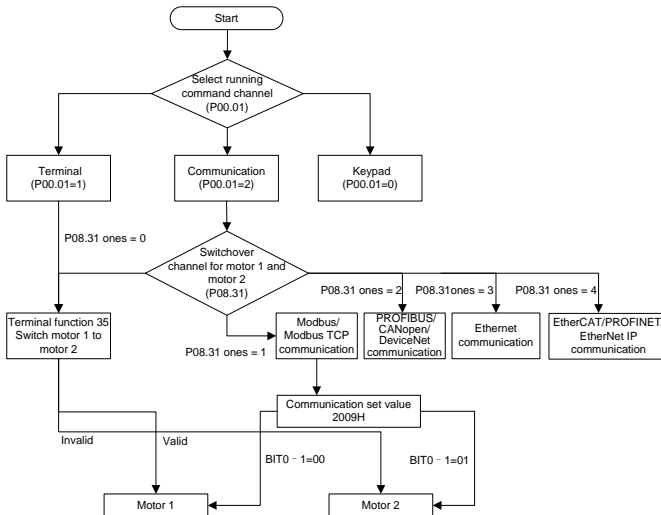 Start
Select running
command channel
(P00.01)
Terminal
(P00.01=1)
Communication
(P00.01=2)
Keypad
(P00.01=0)
P08.31 ones = 0
Switchover
channel for motor 1 and
motor 2
(P08.31)
P08.31 ones = 2
P08.31ones = 3
P08.31 ones = 4
Terminal function 35
Switch motor 1 to
motor 2
P08.31 ones = 1
Modbus/
Modbus TCP
communication
PROFIBUS/
CANopen/
DeviceNet
communication
Ethernet
communication
EtherCAT/PROFINET/
EtherNet IP
communication
Communication set value
2009H
Invalid
Valid
BIT0－1=00
BIT0－1=01
Motor 1
Motor 2